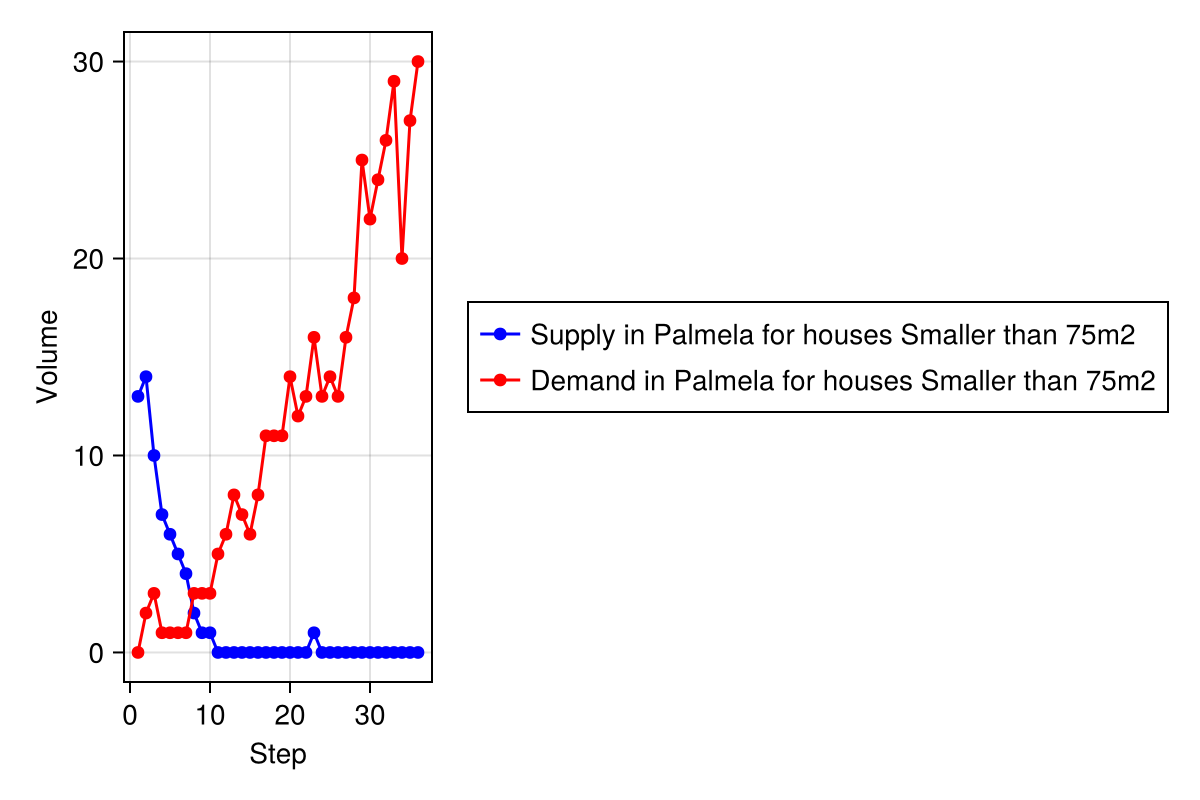 30
20
10
0
Volume
0 10 20 30
Step
Supply in Palmela for houses Smaller than 75m2
Demand in Palmela for houses Smaller than 75m2